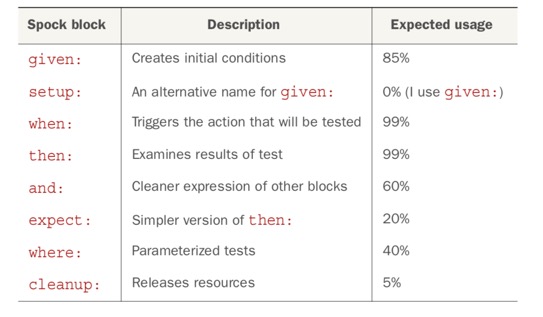 Spock block Description Expected usage
given: Creates initial conditions 85%
setup: An alternative name for given: 0% (I use given:)
when: Triggers the action that will be tested 99%
then: Examines results of test 99%
and: Cleaner expression of other blocks 60%
expect: Simpler version of then: 20%
where: Parameterized tests 40%
cleanup: Releases resources 5%